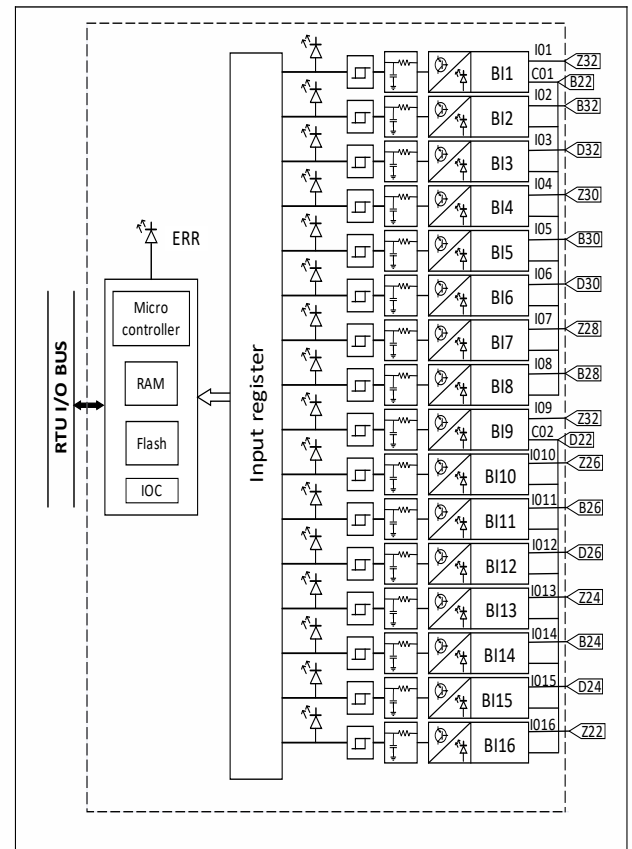 I01
Z32
BI1
C01
B22
I02
B32
BI2
I03
D32
BI3
I04
Z30
BI4
I05
B30
BI5
ERR
I06
D30
BI6
Micro
controller
I07
Z28
BI7
RTU I/O BUS
RAM
Input register
I08
B28
BI8
Flash
I09
Z32
BI9
C02
D22
IOC
I010
Z26
BI10
I011
B26
BI11
I012
D26
BI12
I013
Z24
BI13
I014
B24
BI14
I015
D24
BI15
I016
Z22
BI16